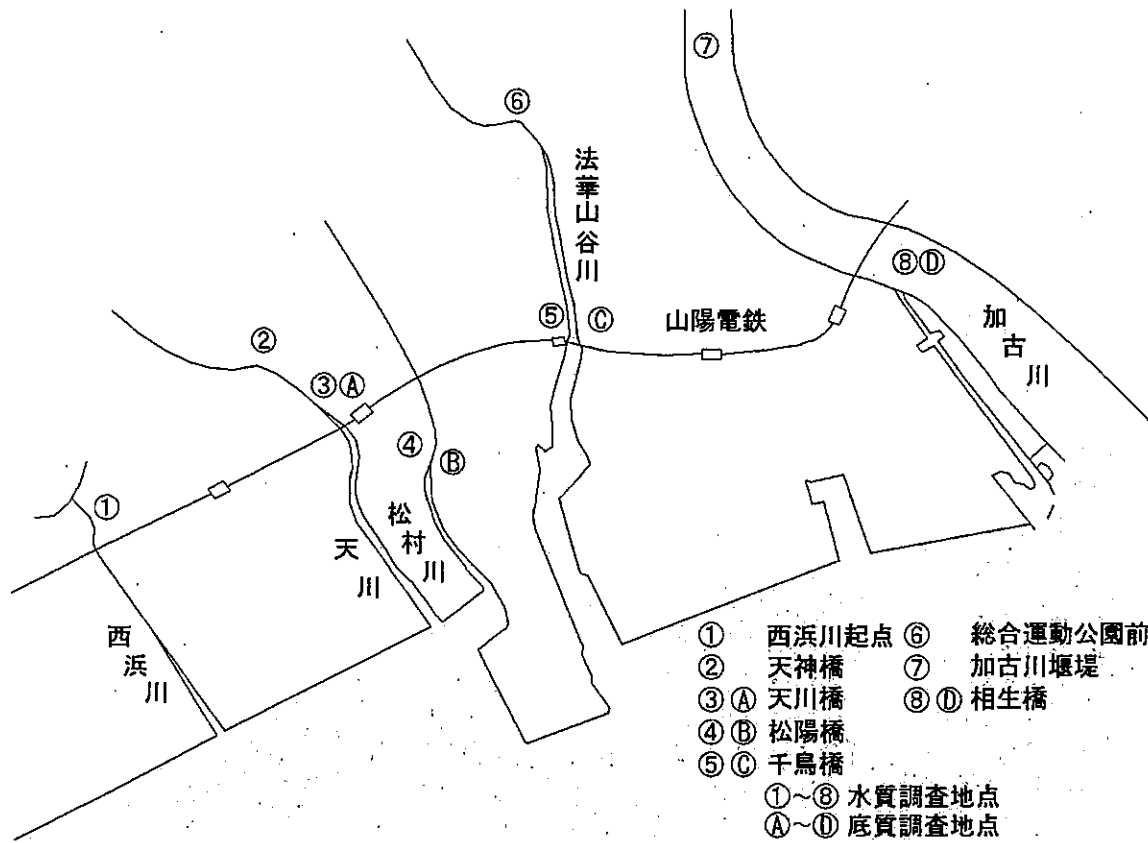 ⑦
⑥
法華山谷川
⑧Ⓓ
⑤
Ⓒ
山陽電鉄
加古川
②
③Ⓐ
④
Ⓑ
①
松村川
天川
西浜川
① 西浜川起点 ⑥ 総合運動公園前
② 天神橋 ⑦ 加古川堰堤
③Ⓐ 天川橋 ⑧Ⓓ 相生橋
④Ⓑ 松陽橋
⑤Ⓒ 千鳥橋
①～⑧ 水質調査地点
Ⓐ～Ⓓ 底質調査地点